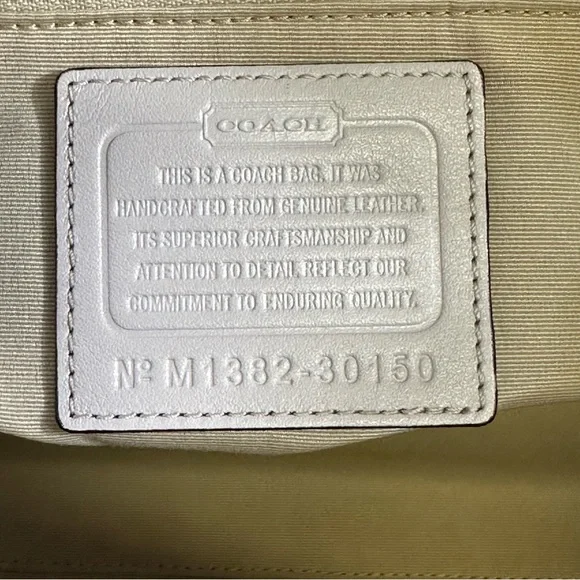 COACH
THIS IS A COACH BAG. IT WAS
HANDCRAFTED FROM GENUINE LEATHER.
ITS SUPERIOR CRAFTSMANSHIP AND
ATTENTION TO DETAIL REFLECT OUR
COMMITMENT TO ENDURING QUALITY.
Nº M1382-30150